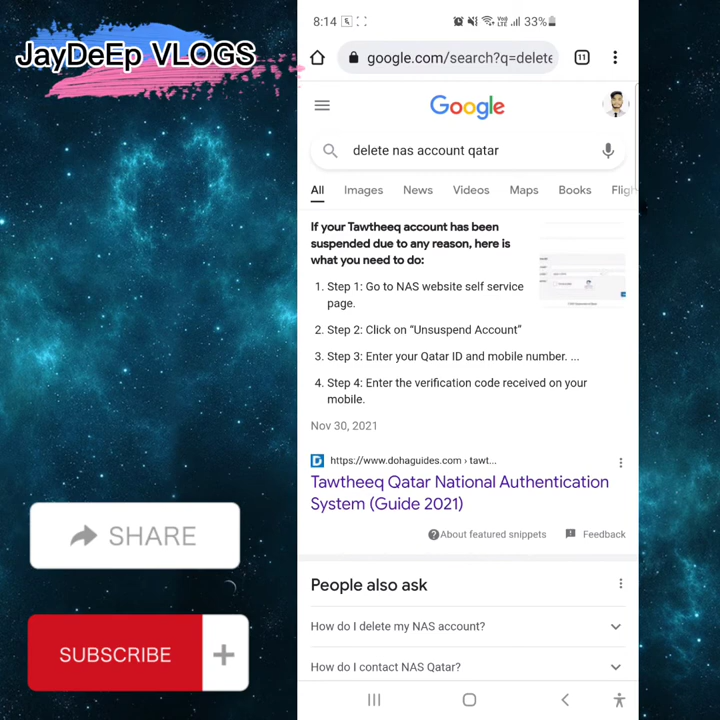 JayDeEp VLOGS
8:14
33%
google.com/search?q=delete
11
Google
delete nas account qatar
All Images News Videos Maps Books Flig
If your Tawtheeq account has been
suspended due to any reason, here is
what you need to do:
1. Step 1: Go to NAS website self service
page.
2. Step 2: Click on “Unsuspend Account”
3. Step 3: Enter your Qatar ID and mobile number. ...
4. Step 4: Enter the verification code received on your
mobile.
Nov 30, 2021
D https://www.dohaguides.com › tawt...
Tawtheeq Qatar National Authentication
System (Guide 2021)
About featured snippets Feedback
People also ask
How do I delete my NAS account?
How do I contact NAS Qatar?
SHARE
SUBSCRIBE +